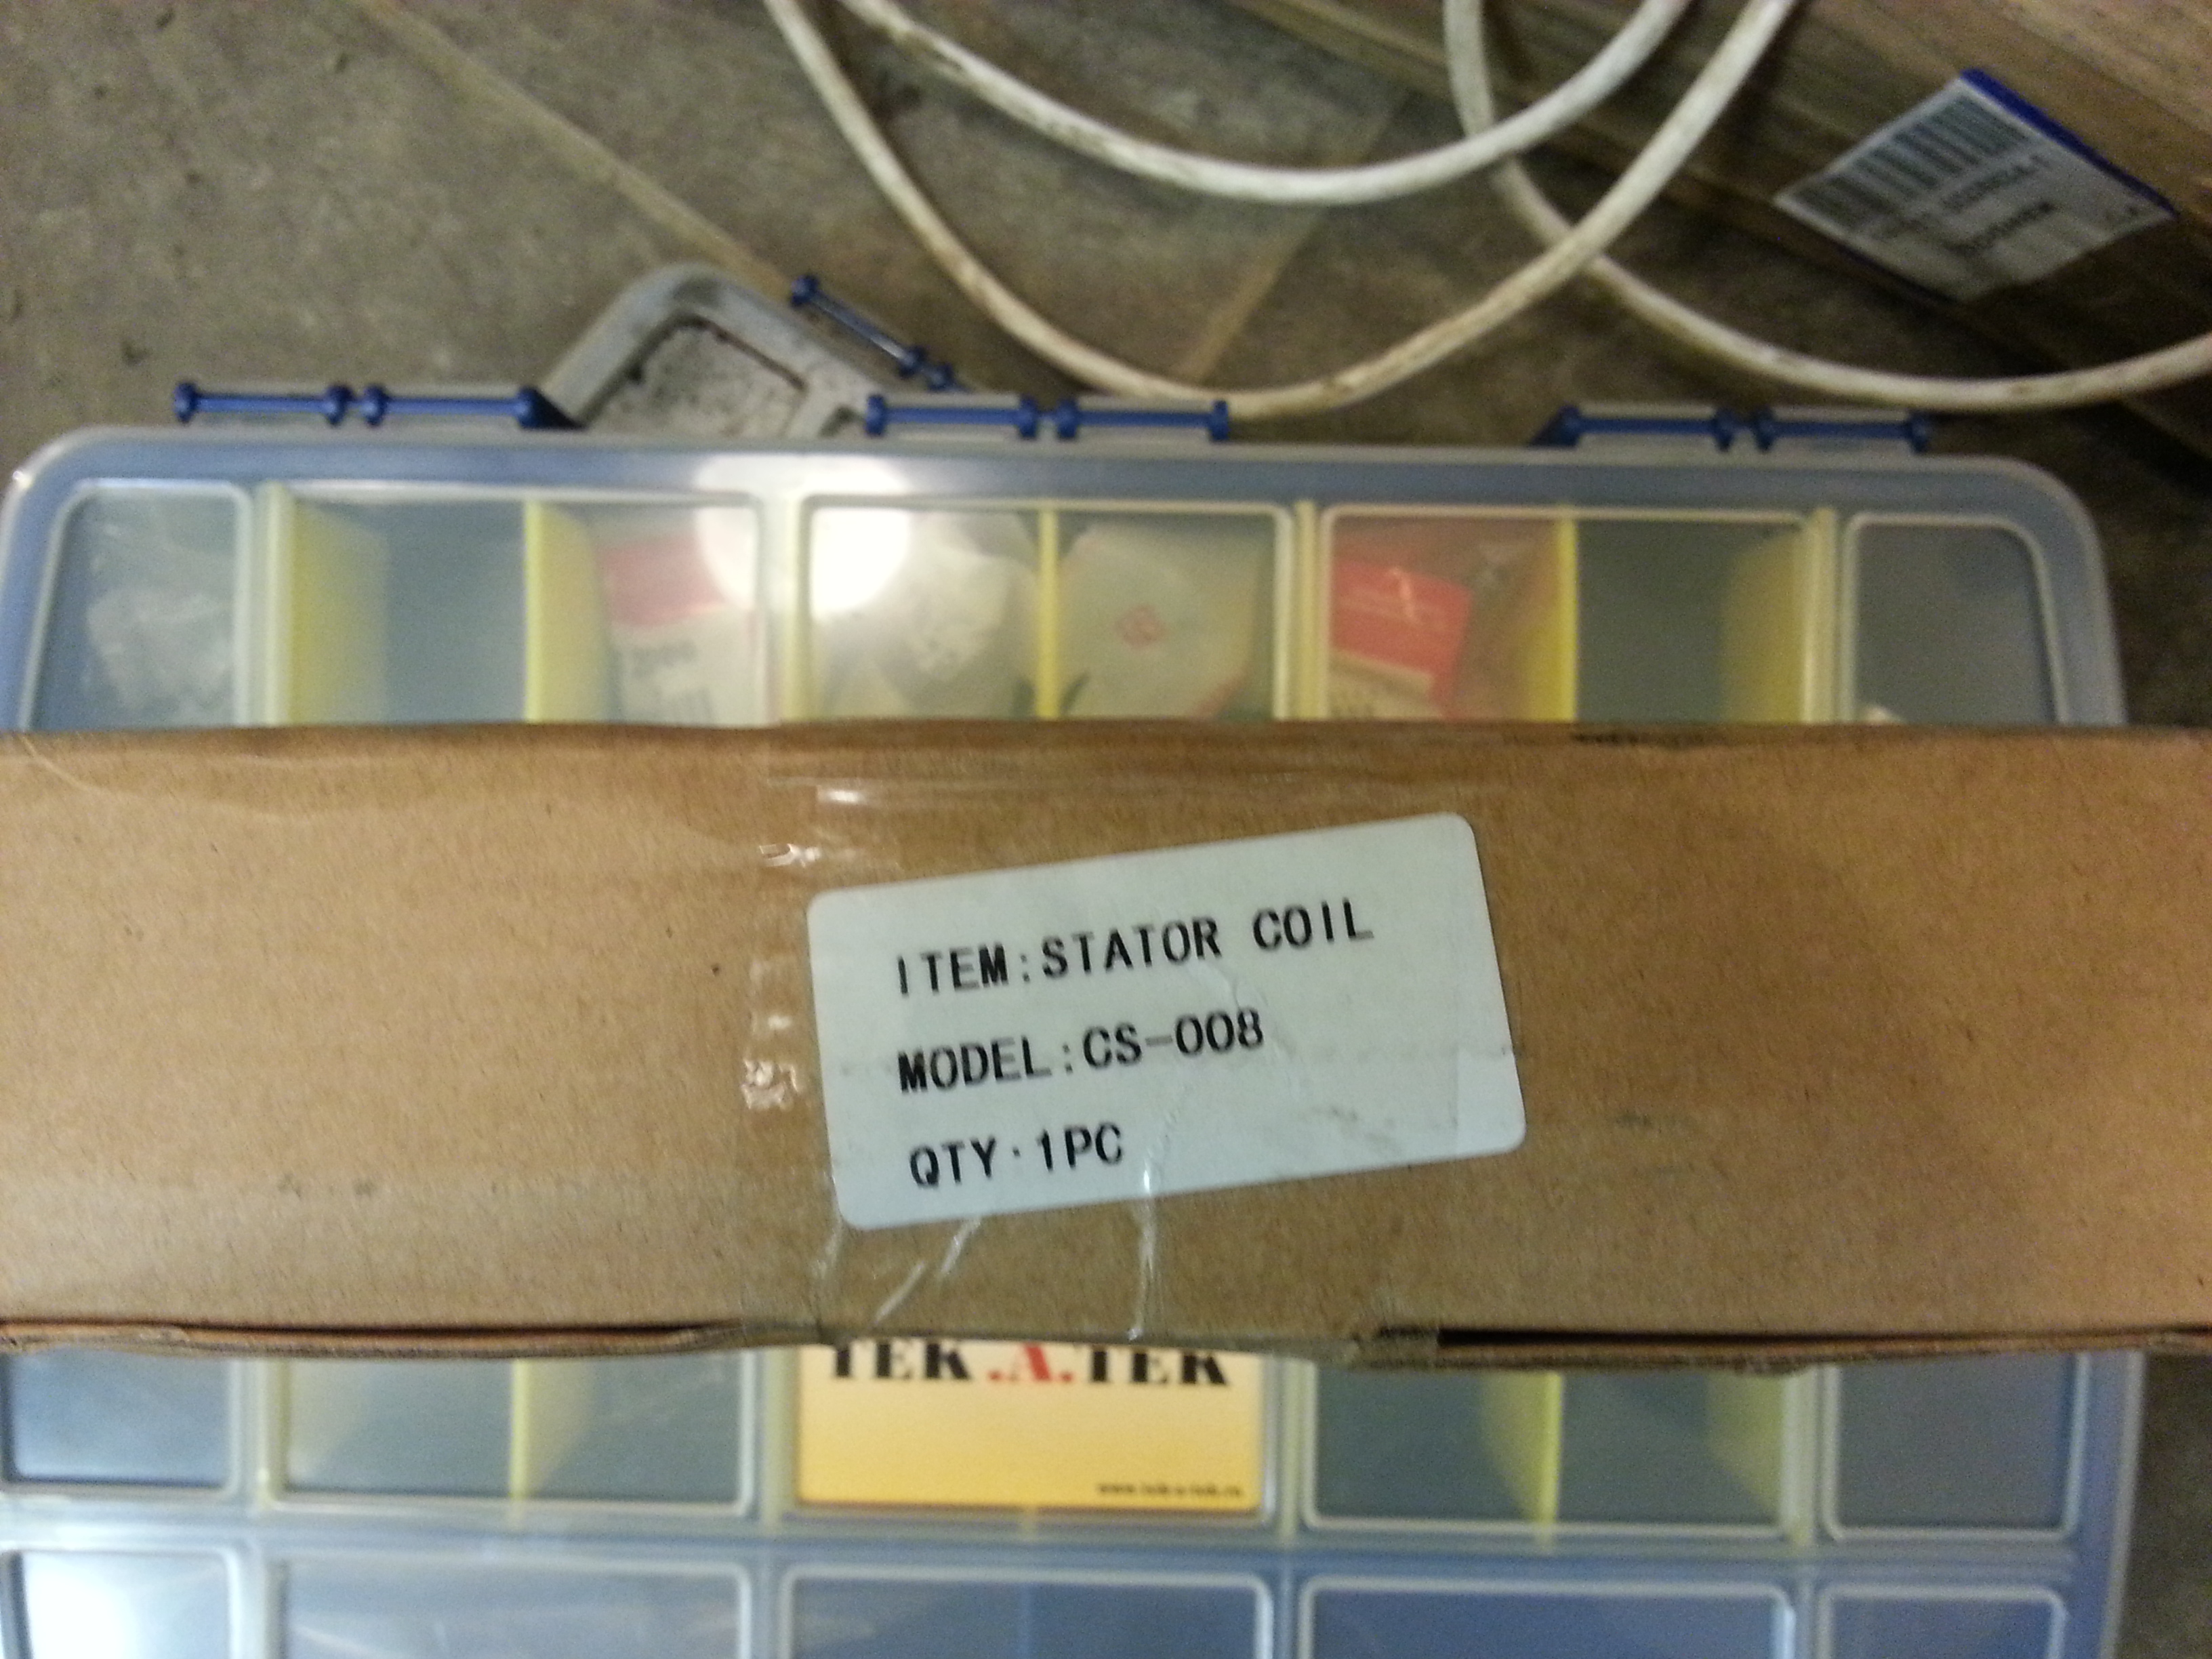 ITEM:STATOR COIL
MODEL:CS-008
QTY·1PC
TEK.A.TEK